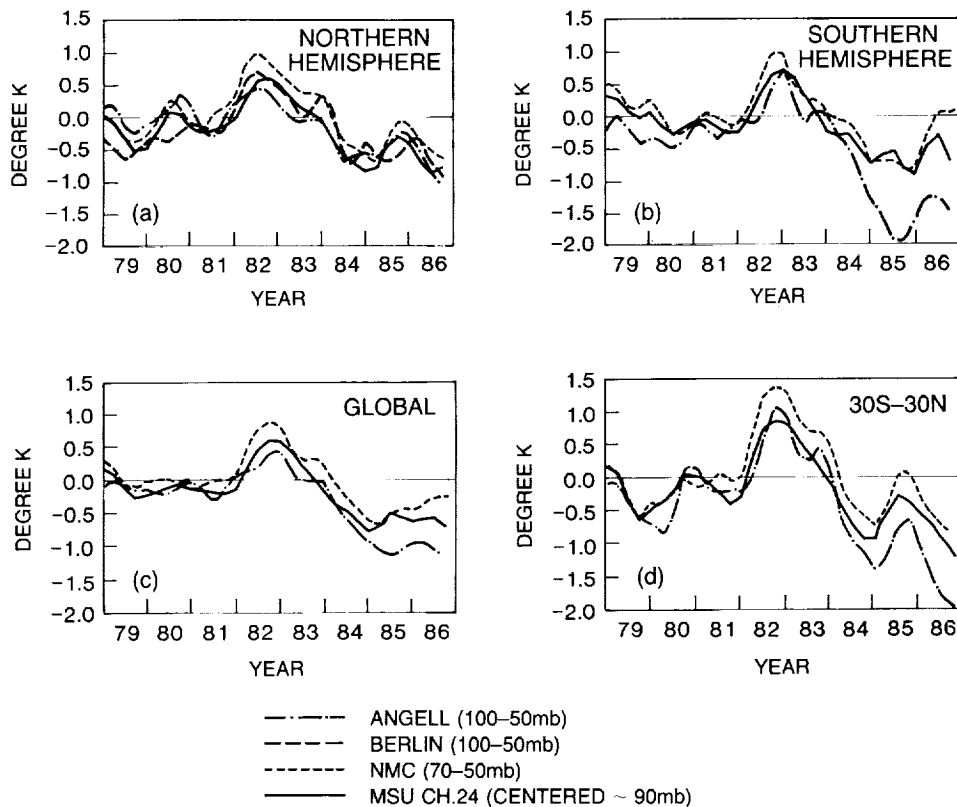 NORTHERN
HEMISPHERE
1.5
1.0
0.5
0.0
−0.5
−1.0
−1.5
−2.0
DEGREE K
(a)
79 80 81 82 83 84 85 86
YEAR
SOUTHERN
HEMISPHERE
1.5
1.0
0.5
0.0
−0.5
−1.0
−1.5
−2.0
DEGREE K
(b)
79 80 81 82 83 84 85 86
YEAR
GLOBAL
1.5
1.0
0.5
0.0
−0.5
−1.0
−1.5
−2.0
DEGREE K
(c)
79 80 81 82 83 84 85 86
YEAR
30S–30N
1.5
1.0
0.5
0.0
−0.5
−1.0
−1.5
−2.0
DEGREE K
(d)
79 80 81 82 83 84 85 86
YEAR
ANGELL (100–50mb)
BERLIN (100–50mb)
NMC (70–50mb)
MSU CH.24 (CENTERED ~ 90mb)